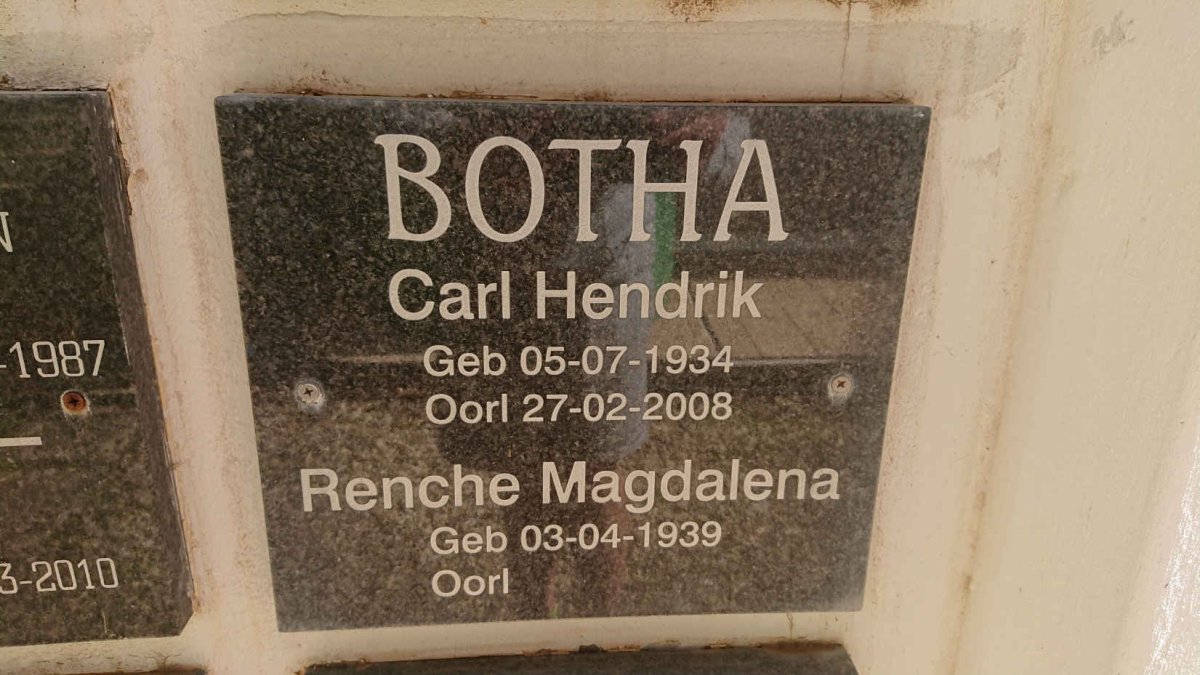 BOTHA
Carl Hendrik
Geb 05-07-1934
Oorl 27-02-2008
Renche Magdalena
Geb 03-04-1939
Oorl
N
-1987
3-2010